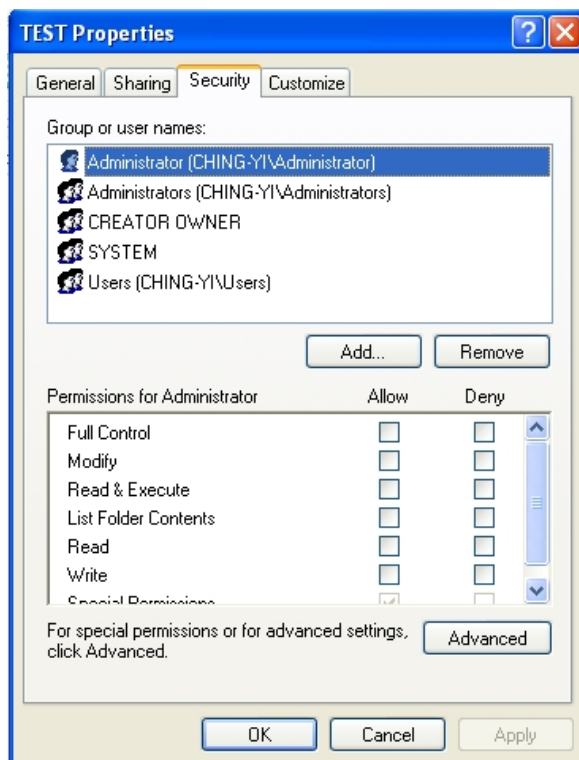 TEST Properties
General Sharing Security Customize
Group or user names:
Administrator (CHING-YI\Administrator)
Administrators (CHING-YI\Administrators)
CREATOR OWNER
SYSTEM
Users (CHING-YI\Users)
Add... Remove
Permissions for Administrator Allow Deny
Full Control
Modify
Read & Execute
List Folder Contents
Read
Write
Special Permissions
For special permissions or for advanced settings,
click Advanced.
Advanced
OK Cancel Apply